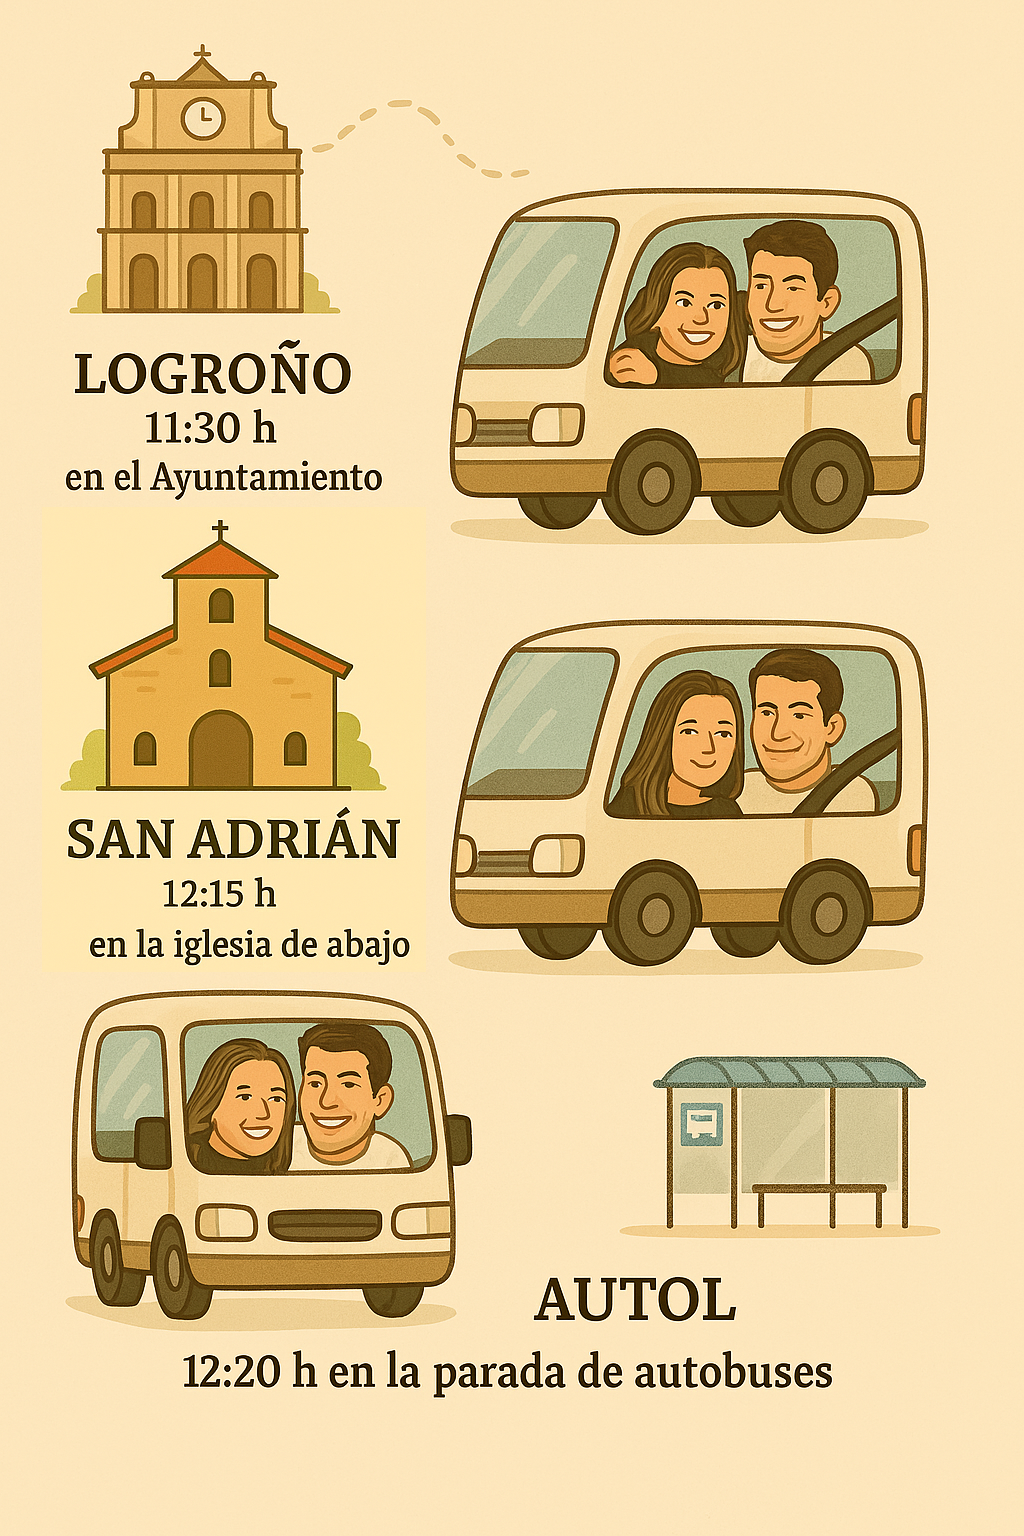 LOGROÑO
11:30 h
en el Ayuntamiento
SAN ADRIÁN
12:15 h
en la iglesia de abajo
AUTOL
12:20 h en la parada de autobuses